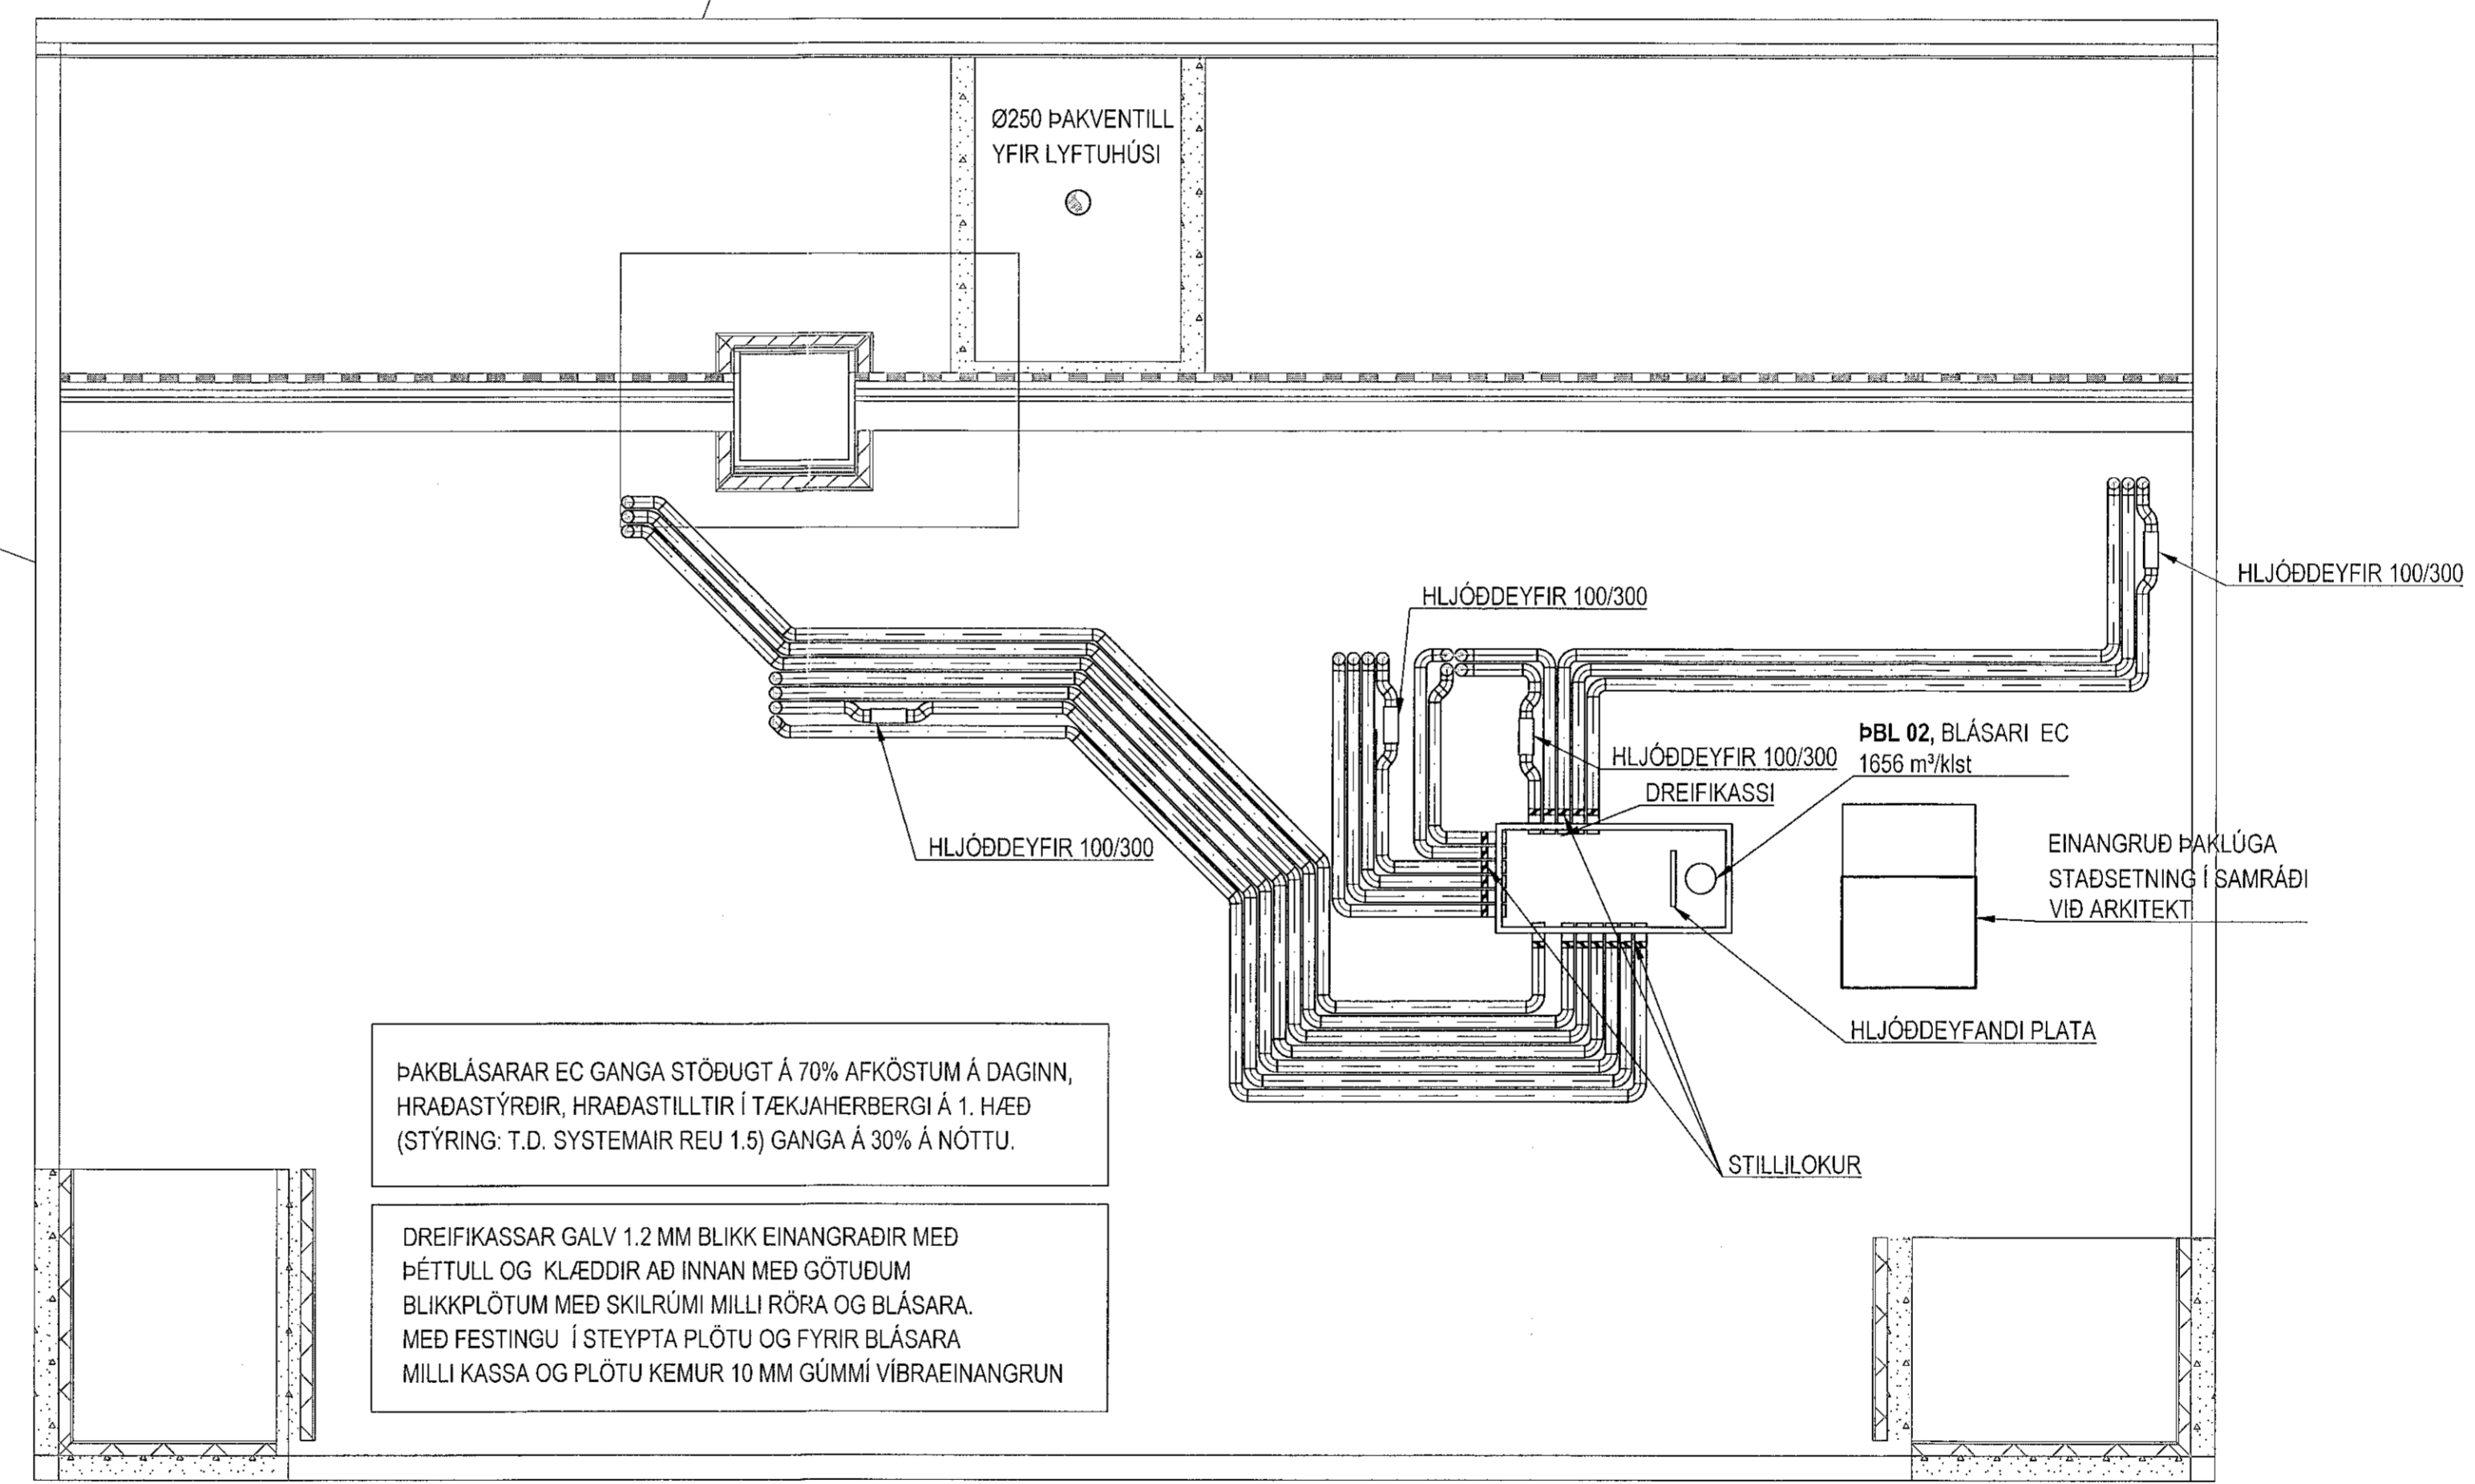 Ø250 ÞAKVENTILL
YFIR LYFTUHÚSI
HLJÓÐDEYFIR 100/300
HLJÓÐDEYFIR 100/300
ÞBL 02, BLÁSARI EC
1656 m³/klst
HLJÓÐDEYFIR 100/300
DREIFIKASSI
HLJÓÐDEYFIR 100/300
EINANGRUÐ ÞAKLÚGA
STAÐSETNING Í SAMRÁÐI
VIÐ ARKITEKT
HLJÓÐDEYFANDI PLATA
STILLILOKUR
ÞAKBLÁSARAR EC GANGA STÖÐUGT Á 70% AFKÖSTUM Á DAGINN,
HRAÐASTÝRÐIR, HRAÐASTILLTIR Í TÆKJAHERBERGI Á 1. HÆÐ
(STÝRING: T.D. SYSTEMAIR REU 1.5) GANGA Á 30% Á NÓTTU.
DREIFIKASSAR GALV 1.2 MM BLIKK EINANGRAÐIR MEÐ
ÞÉTTULL OG KLÆDDIR AÐ INNAN MEÐ GÖTUÐUM
BLIKKPLÖTUM MEÐ SKILRÚMI MILLI RÖRA OG BLÁSARA.
MEÐ FESTINGU Í STEYPTA PLÖTU OG FYRIR BLÁSARA
MILLI KASSA OG PLÖTU KEMUR 10 MM GÚMMÍ VÍBRAEINANGRUN